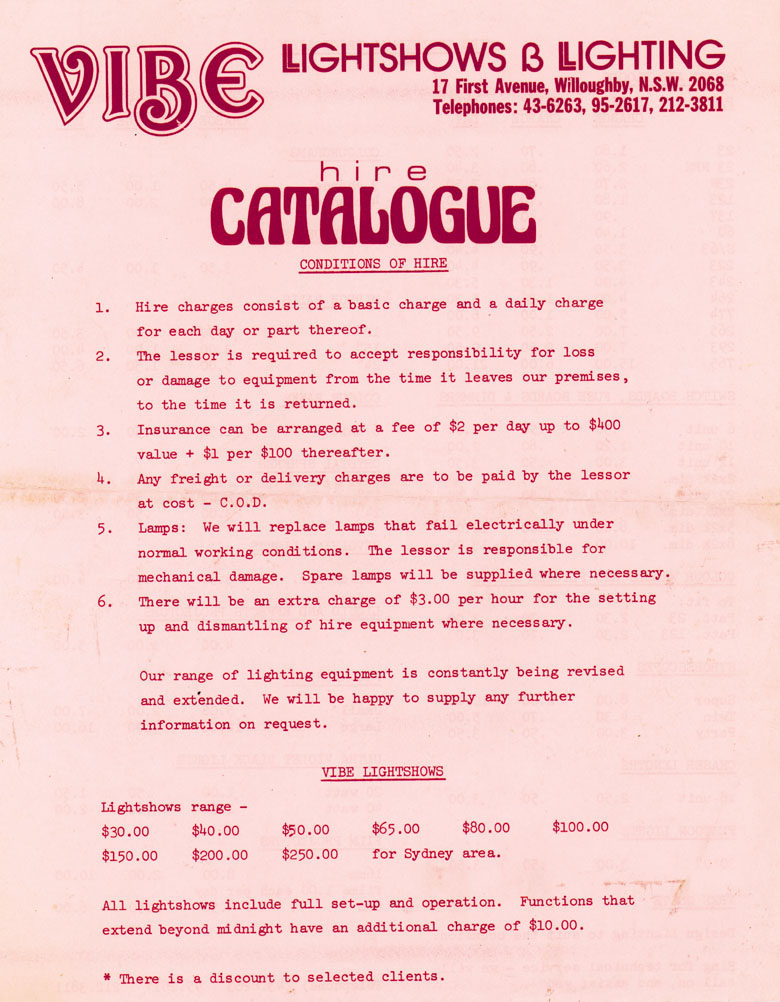 VIBE LIGHTSHOWS & LIGHTING
17 First Avenue, Willoughby, N.S.W. 2068
Telephones: 43-6263, 95-2617, 212-3811
hire
CATALOGUE
CONDITIONS OF HIRE
1. Hire charges consist of a basic charge and a daily charge
for each day or part thereof.
2. The lessor is required to accept responsibility for loss
or damage to equipment from the time it leaves our premises,
to the time it is returned.
3. Insurance can be arranged at a fee of $2 per day up to $400
value + $1 per $100 thereafter.
4. Any freight or delivery charges are to be paid by the lessor
at cost - C.O.D.
5. Lamps: We will replace lamps that fail electrically under
normal working conditions. The lessor is responsible for
mechanical damage. Spare lamps will be supplied where necessary.
6. There will be an extra charge of $3.00 per hour for the setting
up and dismantling of hire equipment where necessary.
Our range of lighting equipment is constantly being revised
and extended. We will be happy to supply any further
information on request.
VIBE LIGHTSHOWS
Lightshows range -
$30.00 $40.00 $50.00 $65.00 $80.00 $100.00
$150.00 $200.00 $250.00 for Sydney area.
All lightshows include full set-up and operation. Functions that
extend beyond midnight have an additional charge of $10.00.
* There is a discount to selected clients.